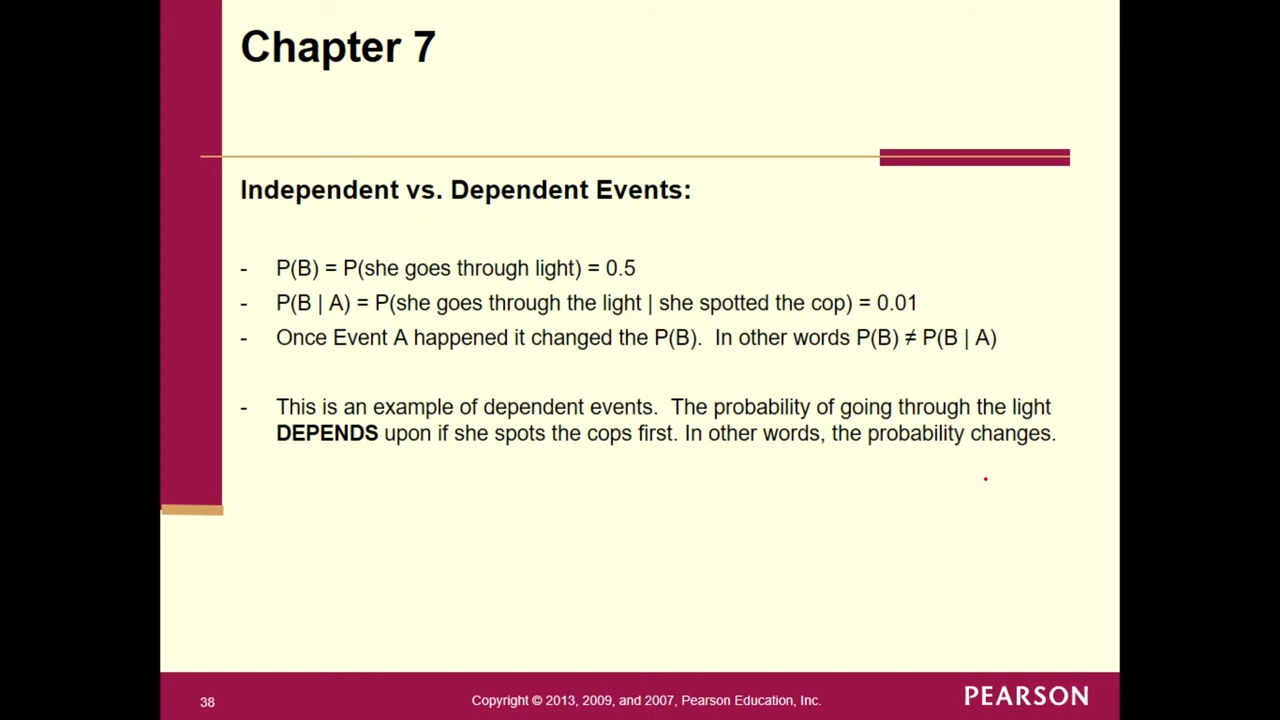 Chapter 7
Independent vs. Dependent Events:
- P(B) = P(she goes through light) = 0.5
- P(B | A) = P(she goes through the light | she spotted the cop) = 0.01
- Once Event A happened it changed the P(B).  In other words P(B) ≠ P(B | A)
- This is an example of dependent events.  The probability of going through the light
DEPENDS upon if she spots the cops first. In other words, the probability changes.
38
Copyright © 2013, 2009, and 2007, Pearson Education, Inc.
PEARSON